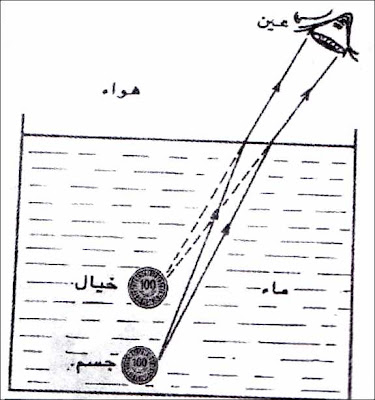 عين
هواء
100
خيال
ماء
100
جسم